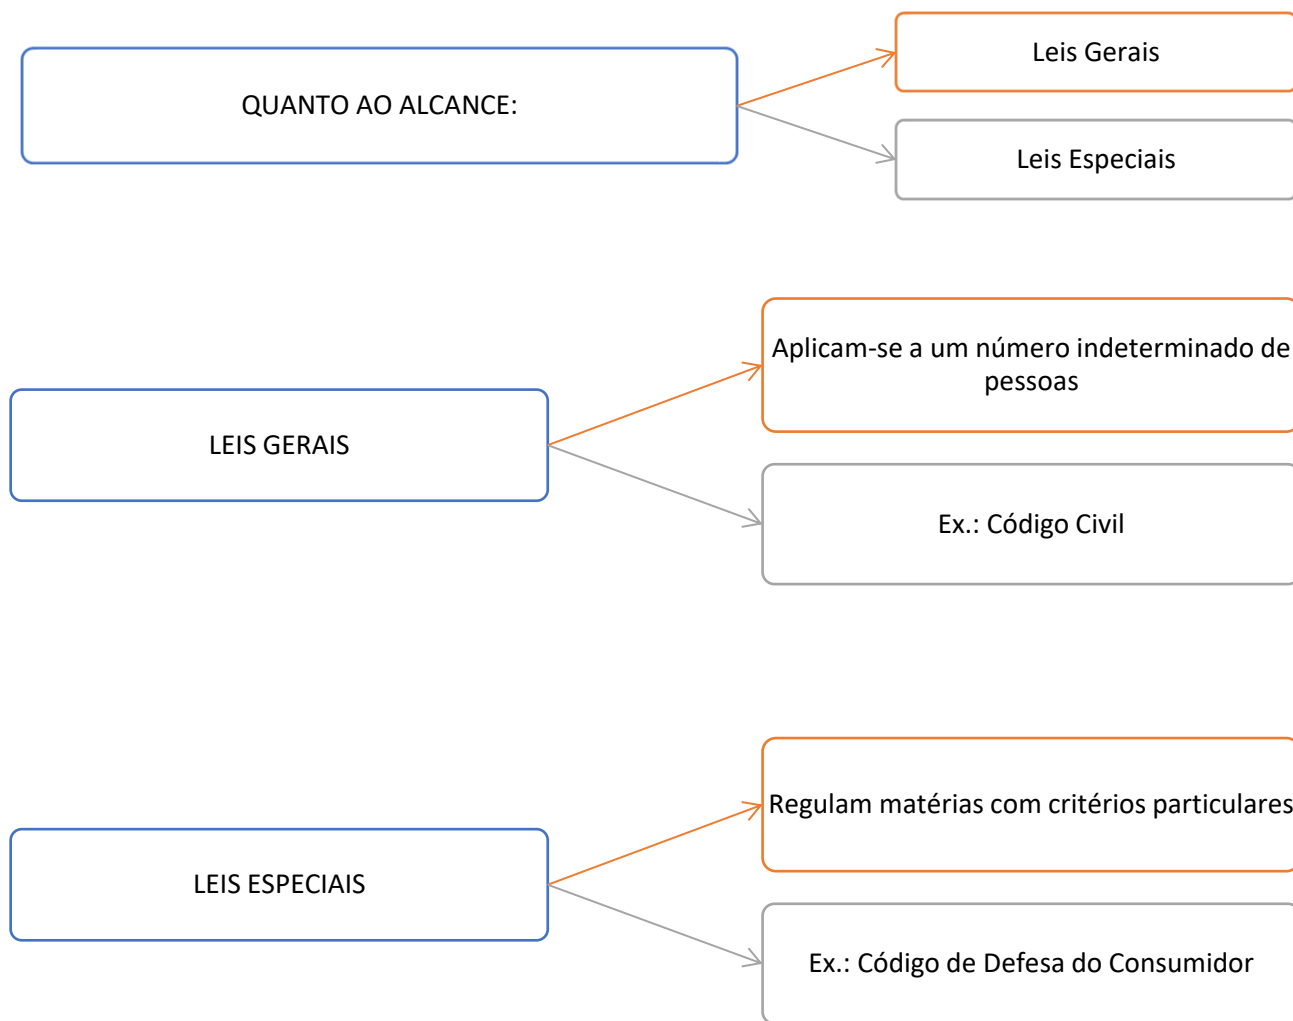 QUANTO AO ALCANCE:
Leis Gerais
Leis Especiais
LEIS GERAIS
Aplicam-se a um número indeterminado de
pessoas
Ex.: Código Civil
LEIS ESPECIAIS
Regulam matérias com critérios particulares
Ex.: Código de Defesa do Consumidor